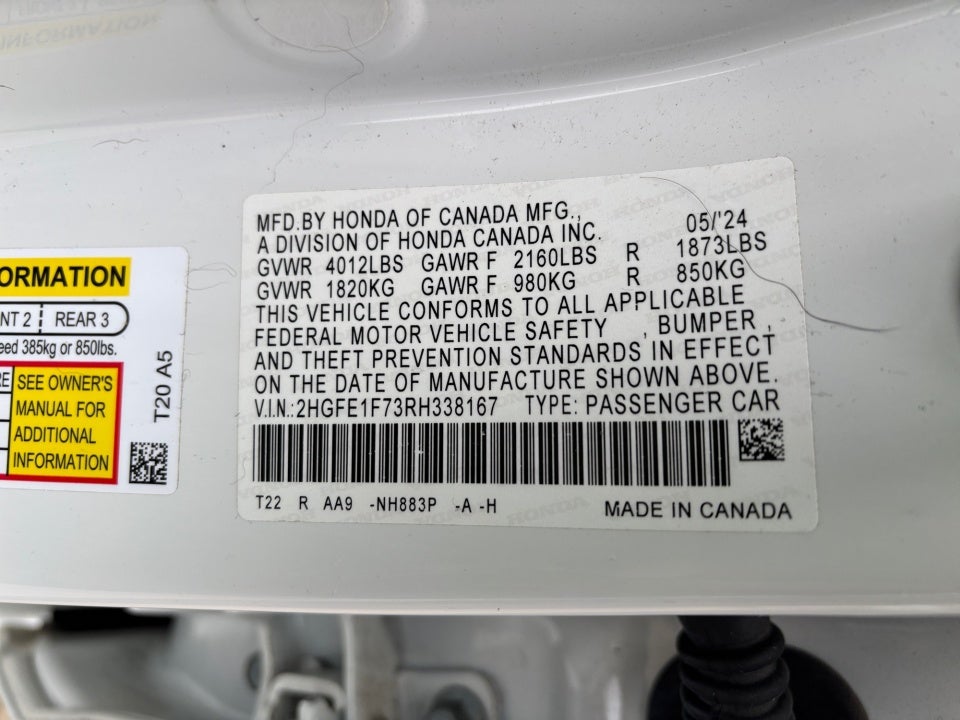 MFD.BY HONDA OF CANADA MFG.,
A DIVISION OF HONDA CANADA INC. 05/'24
GVWR 4012LBS GAWR F 2160LBS R 1873LBS
GVWR 1820KG GAWR F 980KG R 850KG
THIS VEHICLE CONFORMS TO ALL APPLICABLE
FEDERAL MOTOR VEHICLE SAFETY , BUMPER ,
AND THEFT PREVENTION STANDARDS IN EFFECT
ON THE DATE OF MANUFACTURE SHOWN ABOVE.
V.I.N.:2HGFE1F73RH338167 TYPE: PASSENGER CAR
T22 R AA9 -NH883P -A -H MADE IN CANADA
ORMATION
NT 2 REAR 3
eed 385kg or 850lbs.
RE SEE OWNER'S
MANUAL FOR
ADDITIONAL
INFORMATION
T20 A5